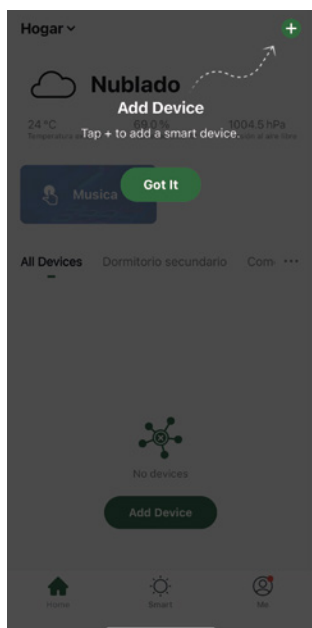 Hogar
Nublado
Add Device
24 °C 69.0 % 1004.5 hPa
Tap + to add a smart device.
Got It
Musica
All Devices Dormitorio secundario Com ···
No devices
Add Device
Home Smart Me